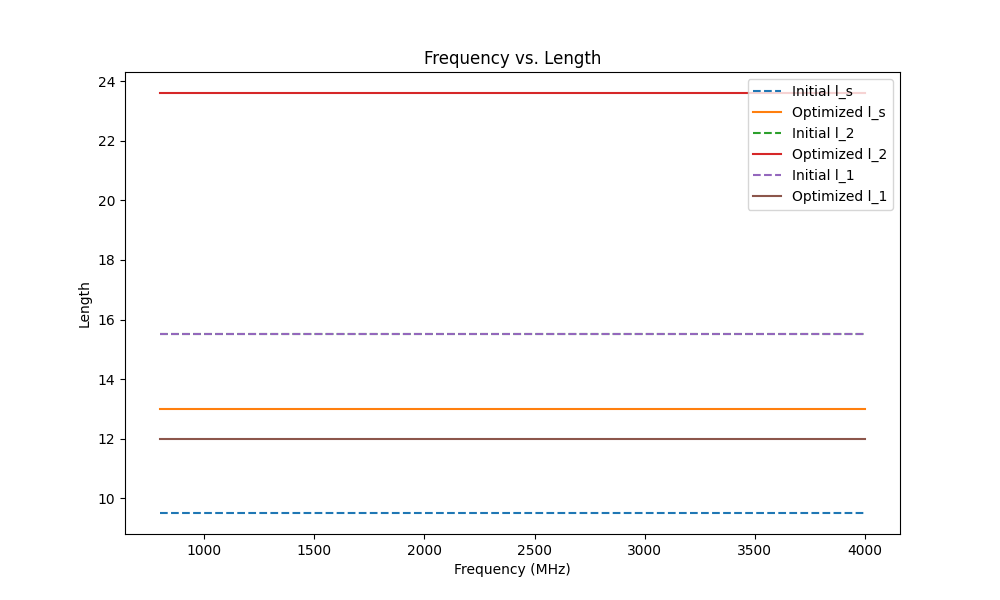 Frequency vs. Length
Initial l_s
Optimized l_s
Initial l_2
Optimized l_2
Initial l_1
Optimized l_1
24
22
20
18
16
14
12
10
Length
1000
1500
2000
2500
3000
3500
4000
Frequency (MHz)